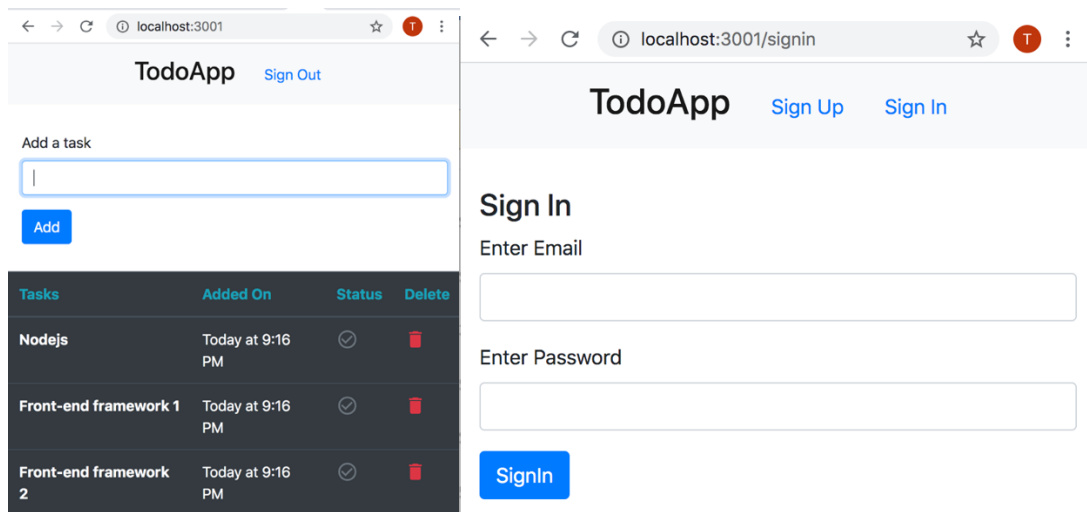 localhost:3001
T
TodoApp Sign Out
Add a task
Add
Tasks Added On Status Delete
Nodejs Today at 9:16
PM
Front-end framework 1 Today at 9:16
PM
Front-end framework Today at 9:16
2 PM
localhost:3001/signin
T
TodoApp Sign Up Sign In
Sign In
Enter Email
Enter Password
SignIn